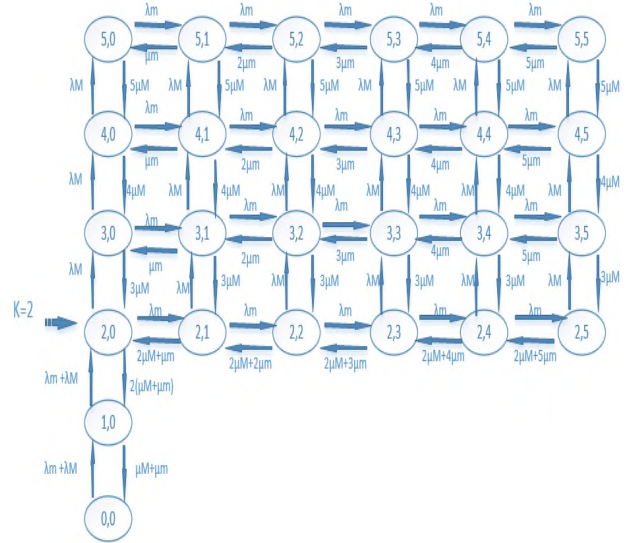 λm λm λm λm λm
5,0 5,1 5,2 5,3 5,4 5,5
μm 2μm 3μm 4μm 5μm
λM 5μM λM 5μM λM 5μM λM 5μM λM 5μM λM 5μM
λm λm λm λm λm
4,0 4,1 4,2 4,3 4,4 4,5
μm 2μm 3μm 4μm 5μm
λM 4μM λM 4μM λM 4μM λM 4μM λM 4μM λM 4μM
λm λm λm λm λm
3,0 3,1 3,2 3,3 3,4 3,5
μm 2μm 3μm 4μm 5μm
λM 3μM λM 3μM λM 3μM λM 3μM λM 3μM λM 3μM
K=2
λm λm λm λm λm
2,0 2,1 2,2 2,3 2,4 2,5
2μM+μm 2μM+2μm 2μM+3μm 2μM+4μm 2μM+5μm
λm +λM 2(μM+μm)
1,0
λm +λM μM+μm
0,0